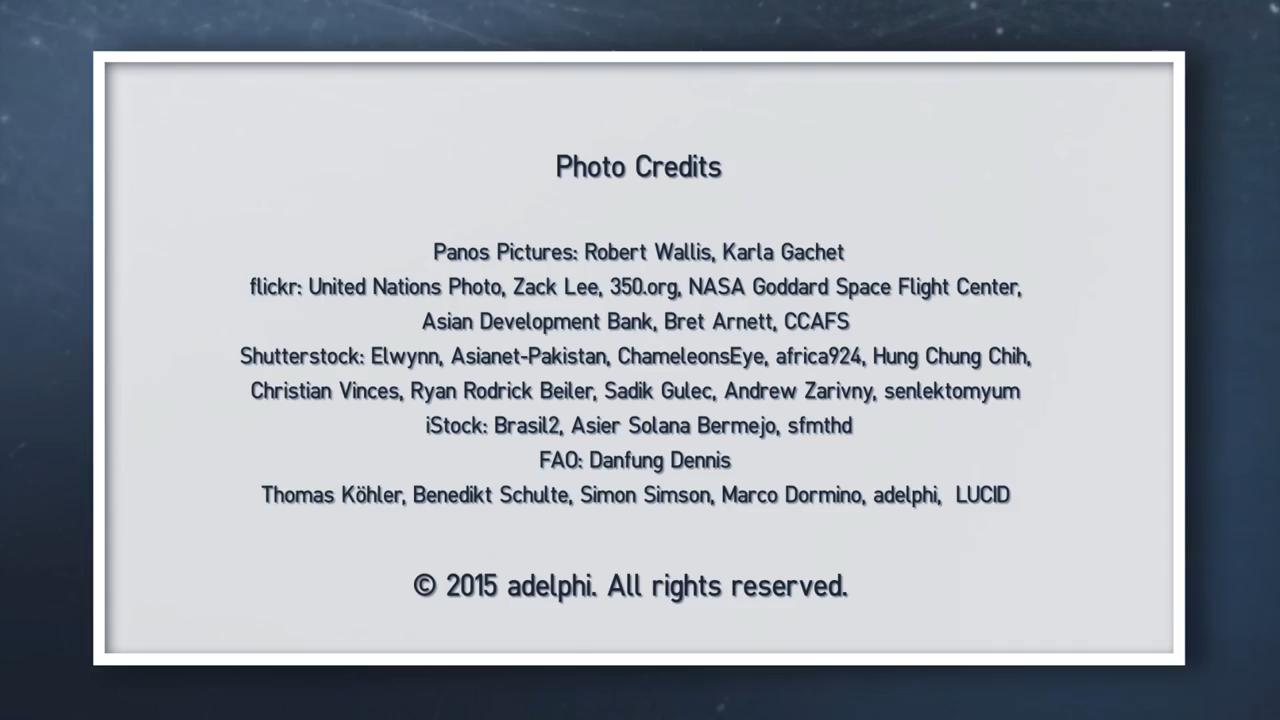 Photo Credits
Panos Pictures: Robert Wallis, Karla Gachet
flickr: United Nations Photo, Zack Lee, 350.org, NASA Goddard Space Flight Center,
Asian Development Bank, Bret Arnett, CCAFS
Shutterstock: Elwynn, Asianet-Pakistan, ChameleonsEye, africa924, Hung Chung Chih,
Christian Vinces, Ryan Rodrick Beiler, Sadik Gulec, Andrew Zarivny, senlektomyum
iStock: Brasil2, Asier Solana Bermejo, sfmthd
FAO: Danfung Dennis
Thomas Köhler, Benedikt Schulte, Simon Simson, Marco Dormino, adelphi,  LUCID
© 2015 adelphi. All rights reserved.